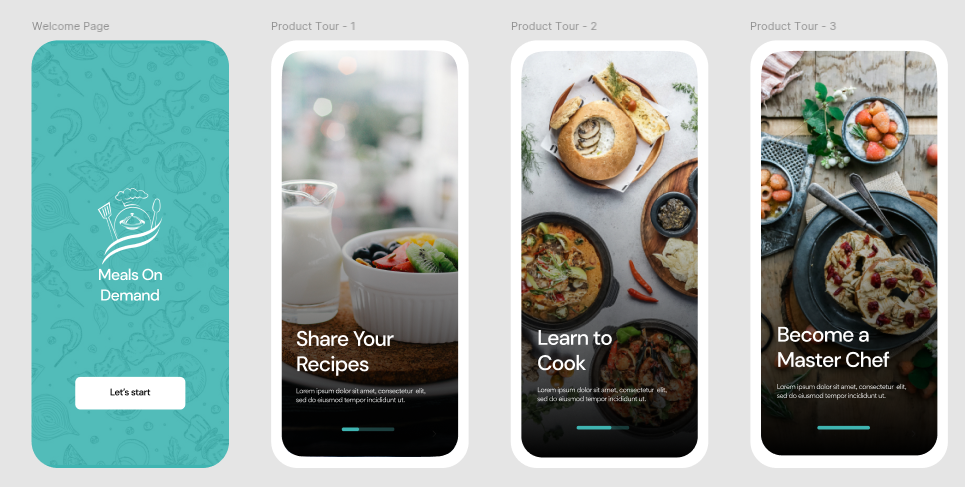 Welcome Page
Meals On
Demand
Let's start
Product Tour - 1
Share Your
Recipes
Lorem ipsum dolor sit amet, consectetur elit,
sed do eiusmod tempor incididunt ut.
Product Tour - 2
Learn to
Cook
Lorem ipsum dolor sit amet, consectetur elit,
sed do eiusmod tempor incididunt ut.
Product Tour - 3
Become a
Master Chef
Lorem ipsum dolor sit amet, consectetur elit,
sed do eiusmod tempor incididunt ut.